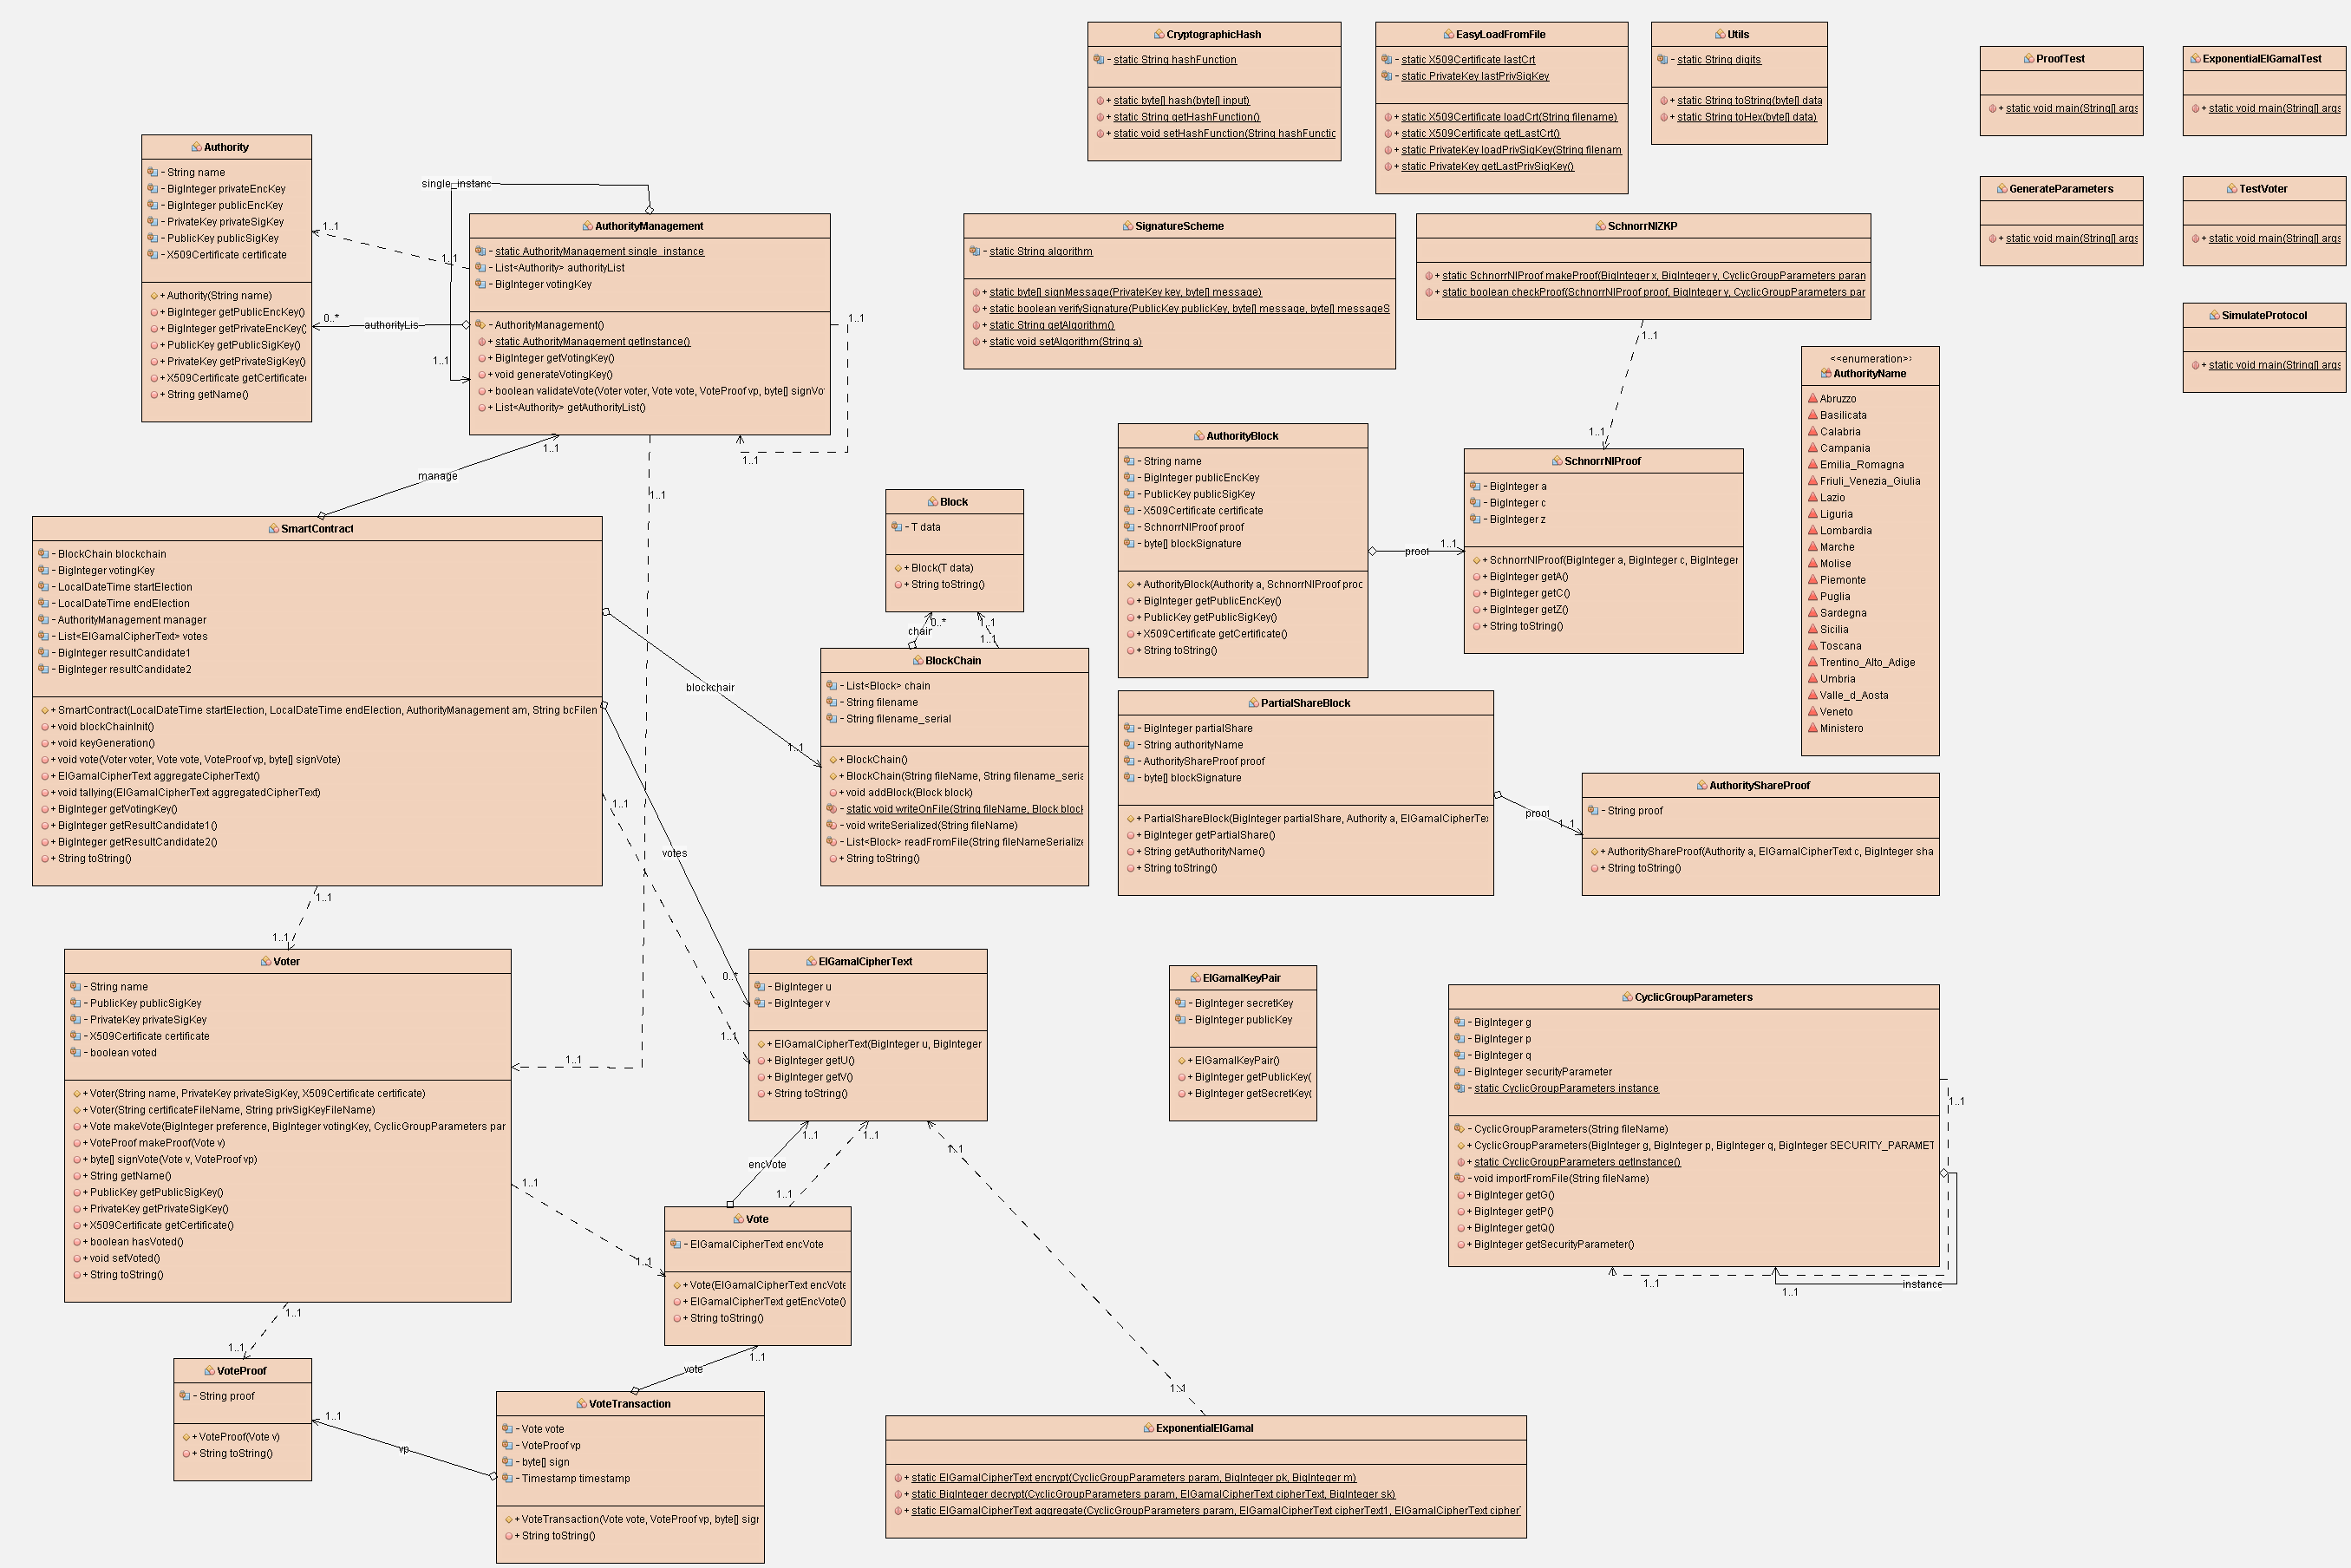 CryptographicHash
- static String hashFunction
+ static byte[] hash(byte[] input)
+ static String getHashFunction()
+ static void setHashFunction(String hashFunctic
EasyLoadFromFile
- static X509Certificate lastCrt
- static PrivateKey lastPrivSigKey
+ static X509Certificate loadCrt(String filename)
+ static X509Certificate getLastCrt()
+ static PrivateKey loadPrivSigKey(String filenam
+ static PrivateKey getLastPrivSigKey()
Utils
- static String digits
+ static String toString(byte[] data
+ static String toHex(byte[] data)
ProofTest
+ static void main(String[] args
ExponentialElGamalTest
+ static void main(String[] args
GenerateParameters
+ static void main(String[] args
TestVoter
+ static void main(String[] args
SimulateProtocol
+ static void main(String[] args
Authority
- String name
- BigInteger privateEncKey
- BigInteger publicEncKey
- PrivateKey privateSigKey
- PublicKey publicSigKey
- X509Certificate certificate
+ Authority(String name)
+ BigInteger getPublicEncKey()
+ BigInteger getPrivateEncKey(
+ PublicKey getPublicSigKey()
+ PrivateKey getPrivateSigKey()
+ X509Certificate getCertificate(
+ String getName()
single_instanc
1..1
1..1
0..*
authorityLis
1..1
AuthorityManagement
- static AuthorityManagement single_instance
- List<Authority> authorityList
- BigInteger votingKey
- AuthorityManagement()
+ static AuthorityManagement getInstance()
+ BigInteger getVotingKey()
+ void generateVotingKey()
+ boolean validateVote(Voter voter, Vote vote, VoteProof vp, byte[] signVo
+ List<Authority> getAuthorityList()
1..1
1..1
1..1
manage
1..1
SignatureScheme
- static String algorithm
+ static byte[] signMessage(PrivateKey key, byte[] message)
+ static boolean verifySignature(PublicKey publicKey, byte[] message, byte[] messageS
+ static String getAlgorithm()
+ static void setAlgorithm(String a)
SchnorrNIZKP
+ static SchnorrNIProof makeProof(BigInteger x, BigInteger y, CyclicGroupParameters paran
+ static boolean checkProof(SchnorrNIProof proof, BigInteger y, CyclicGroupParameters par
1..1
1..1
<<enumeration>>
AuthorityName
Abruzzo
Basilicata
Calabria
Campania
Emilia_Romagna
Friuli_Venezia_Giulia
Lazio
Liguria
Lombardia
Marche
Molise
Piemonte
Puglia
Sardegna
Sicilia
Toscana
Trentino_Alto_Adige
Umbria
Valle_d_Aosta
Veneto
Ministero
AuthorityBlock
- String name
- BigInteger publicEncKey
- PublicKey publicSigKey
- X509Certificate certificate
- SchnorrNIProof proof
- byte[] blockSignature
+ AuthorityBlock(Authority a, SchnorrNIProof proc
+ BigInteger getPublicEncKey()
+ PublicKey getPublicSigKey()
+ X509Certificate getCertificate()
+ String toString()
proof
1..1
SchnorrNIProof
- BigInteger a
- BigInteger c
- BigInteger z
+ SchnorrNIProof(BigInteger a, BigInteger c, BigInteger
+ BigInteger getA()
+ BigInteger getC()
+ BigInteger getZ()
+ String toString()
SmartContract
- BlockChain blockchain
- BigInteger votingKey
- LocalDateTime startElection
- LocalDateTime endElection
- AuthorityManagement manager
- List<ElGamalCipherText> votes
- BigInteger resultCandidate1
- BigInteger resultCandidate2
+ SmartContract(LocalDateTime startElection, LocalDateTime endElection, AuthorityManagement am, String bcFilen
+ void blockChainInit()
+ void keyGeneration()
+ void vote(Voter voter, Vote vote, VoteProof vp, byte[] signVote)
+ ElGamalCipherText aggregateCipherText()
+ void tallying(ElGamalCipherText aggregatedCipherText)
+ BigInteger getVotingKey()
+ BigInteger getResultCandidate1()
+ BigInteger getResultCandidate2()
+ String toString()
Block
- T data
+ Block(T data)
+ String toString()
0..*
chair
1..1
1..1
blockchair
1..1
BlockChain
- List<Block> chain
- String filename
- String filename_serial
+ BlockChain()
+ BlockChain(String fileName, String filename_seria
+ void addBlock(Block block)
- static void writeOnFile(String fileName, Block block
- void writeSerialized(String fileName)
- List<Block> readFromFile(String fileNameSerialize
+ String toString()
PartialShareBlock
- BigInteger partialShare
- String authorityName
- AuthorityShareProof proof
- byte[] blockSignature
+ PartialShareBlock(BigInteger partialShare, Authority a, ElGamalCipherTex
+ BigInteger getPartialShare()
+ String getAuthorityName()
+ String toString()
proof
1..1
AuthorityShareProof
- String proof
+ AuthorityShareProof(Authority a, ElGamalCipherText c, BigInteger sha
+ String toString()
1..1
votes
0..*
1..1
1..1
1..1
1..1
Voter
- String name
- PublicKey publicSigKey
- PrivateKey privateSigKey
- X509Certificate certificate
- boolean voted
+ Voter(String name, PrivateKey privateSigKey, X509Certificate certificate)
+ Voter(String certificateFileName, String privSigKeyFileName)
+ Vote makeVote(BigInteger preference, BigInteger votingKey, CyclicGroupParameters par
+ VoteProof makeProof(Vote v)
+ byte[] signVote(Vote v, VoteProof vp)
+ String getName()
+ PublicKey getPublicSigKey()
+ PrivateKey getPrivateSigKey()
+ X509Certificate getCertificate()
+ boolean hasVoted()
+ void setVoted()
+ String toString()
ElGamalCipherText
- BigInteger u
- BigInteger v
+ ElGamalCipherText(BigInteger u, BigInteger
+ BigInteger getU()
+ BigInteger getV()
+ String toString()
ElGamalKeyPair
- BigInteger secretKey
- BigInteger publicKey
+ ElGamalKeyPair()
+ BigInteger getPublicKey(
+ BigInteger getSecretKey(
CyclicGroupParameters
- BigInteger g
- BigInteger p
- BigInteger q
- BigInteger securityParameter
- static CyclicGroupParameters instance
- CyclicGroupParameters(String fileName)
+ CyclicGroupParameters(BigInteger g, BigInteger p, BigInteger q, BigInteger SECURITY_PARAMET
+ static CyclicGroupParameters getInstance()
- void importFromFile(String fileName)
+ BigInteger getG()
+ BigInteger getP()
+ BigInteger getQ()
+ BigInteger getSecurityParameter()
1..1
1..1
1..1
instance
1..1
encVote
1..1
1..1
1..1
1..1
1..1
1..1
Vote
- ElGamalCipherText encVote
+ Vote(ElGamalCipherText encVote
+ ElGamalCipherText getEncVote()
+ String toString()
1..1
1..1
VoteProof
- String proof
+ VoteProof(Vote v)
+ String toString()
1..1
vp
vote
1..1
VoteTransaction
- Vote vote
- VoteProof vp
- byte[] sign
- Timestamp timestamp
+ VoteTransaction(Vote vote, VoteProof vp, byte[] sigr
+ String toString()
ExponentialElGamal
+ static ElGamalCipherText encrypt(CyclicGroupParameters param, BigInteger pk, BigInteger m)
+ static BigInteger decrypt(CyclicGroupParameters param, ElGamalCipherText cipherText, BigInteger sk)
+ static ElGamalCipherText aggregate(CyclicGroupParameters param, ElGamalCipherText cipherText1, ElGamalCipherText cipherT